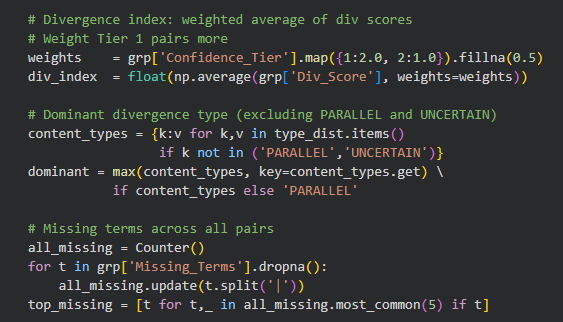 # Divergence index: weighted average of div scores
# Weight Tier 1 pairs more
weights    = grp['Confidence_Tier'].map({1:2.0, 2:1.0}).fillna(0.5)
div_index  = float(np.average(grp['Div_Score'], weights=weights))

# Dominant divergence type (excluding PARALLEL and UNCERTAIN)
content_types = {k:v for k,v in type_dist.items()
                 if k not in ('PARALLEL','UNCERTAIN')}
dominant = max(content_types, key=content_types.get) \
           if content_types else 'PARALLEL'

# Missing terms across all pairs
all_missing = Counter()
for t in grp['Missing_Terms'].dropna():
    all_missing.update(t.split('|'))
top_missing = [t for t,_ in all_missing.most_common(5) if t]